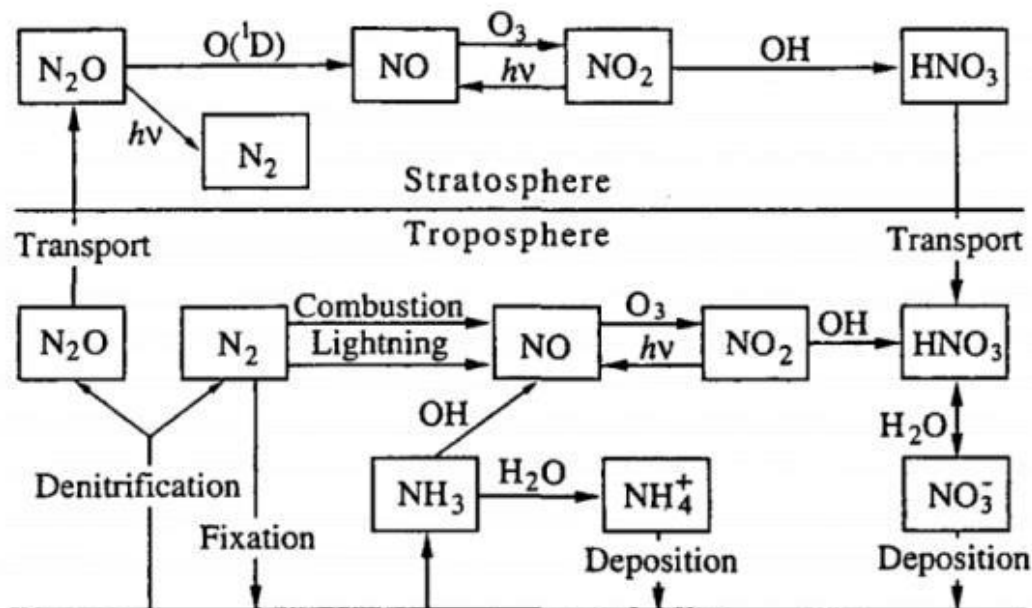 O(¹D)
O₃
OH
N₂O
NO
hν
NO₂
HNO₃
hν
N₂
Stratosphere
Troposphere
Transport
Transport
Combustion
O₃
OH
N₂O
N₂
Lightning
NO
hν
NO₂
HNO₃
OH
H₂O
H₂O
Denitrification
NH₃
NH₄⁺
NO₃⁻
Fixation
Deposition
Deposition